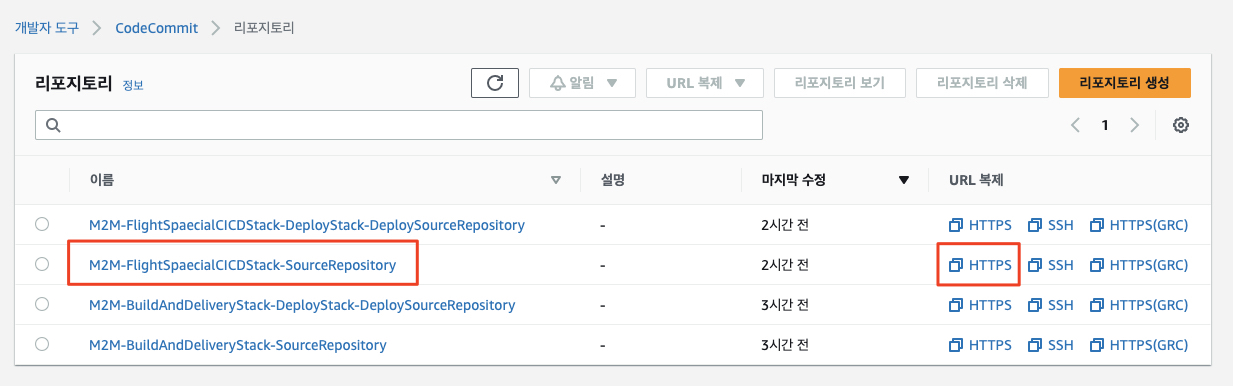 개발자 도구 > CodeCommit > 리포지토리
리포지토리 정보 알림 ▼ URL 복제 ▼ 리포지토리 보기 리포지토리 삭제 리포지토리 생성
1
이름 설명 마지막 수정 URL 복제
M2M-FlightSpaecialCICDStack-DeployStack-DeploySourceRepository - 2시간 전 HTTPS SSH HTTPS(GRC)
M2M-FlightSpaecialCICDStack-SourceRepository - 2시간 전 HTTPS SSH HTTPS(GRC)
M2M-BuildAndDeliveryStack-DeployStack-DeploySourceRepository - 3시간 전 HTTPS SSH HTTPS(GRC)
M2M-BuildAndDeliveryStack-SourceRepository - 3시간 전 HTTPS SSH HTTPS(GRC)